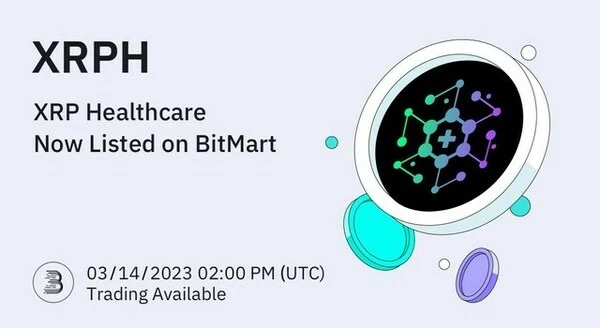 XRPH
XRP Healthcare
Now Listed on BitMart
03/14/2023 02:00 PM (UTC)
Trading Available